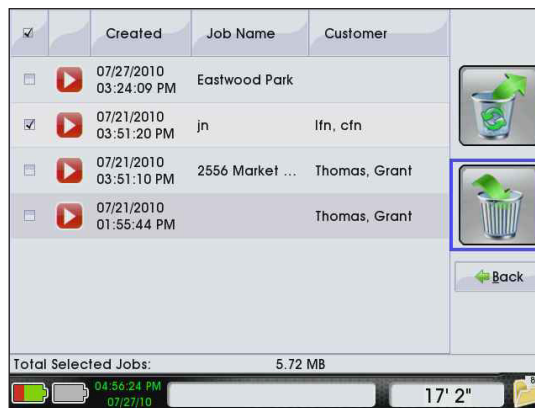 Created Job Name Customer
07/27/2010
03:24:09 PM
Eastwood Park
07/21/2010
03:51:20 PM
jn lfn, cfn
07/21/2010
03:51:10 PM
2556 Market ... Thomas, Grant
07/21/2010
01:55:44 PM
Thomas, Grant
Back
Total Selected Jobs: 5.72 MB
04:56:24 PM
07/27/10
17' 2"
8